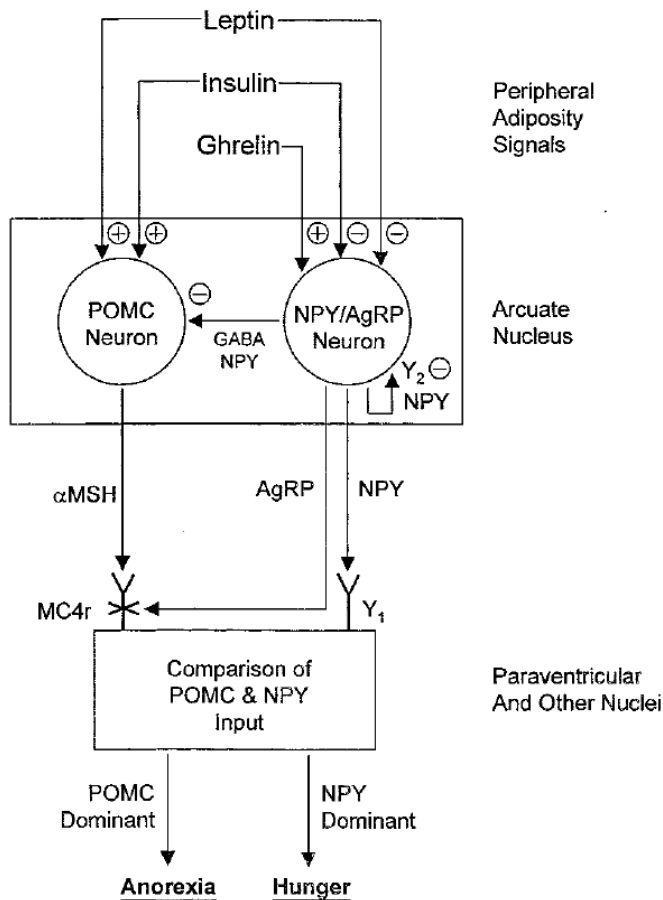 Leptin
Insulin
Ghrelin
Peripheral
Adiposity
Signals
⊕ ⊕ ⊕ ⊖ ⊖
POMC
Neuron
⊖
GABA
NPY
NPY/AgRP
Neuron
Y₂ ⊖
NPY
Arcuate
Nucleus
αMSH
AgRP
NPY
MC4r
Y₁
Comparison of
POMC & NPY
Input
Paraventricular
And Other Nuclei
POMC
Dominant
NPY
Dominant
Anorexia
Hunger